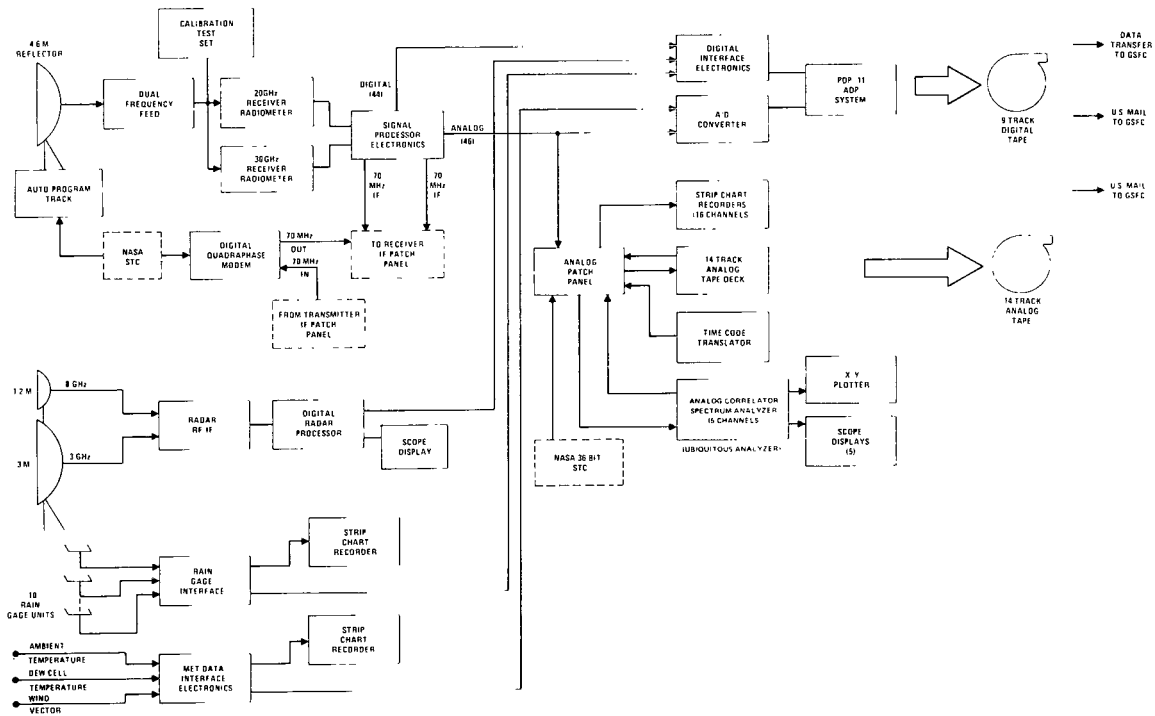 CALIBRATION
TEST
SET
4.6 M
REFLECTOR
DUAL
FREQUENCY
FEED
20GHz
RECEIVER
RADIOMETER
30GHz
RECEIVER
RADIOMETER
DIGITAL
(44)
SIGNAL
PROCESSOR
ELECTRONICS
ANALOG
(46)
70
MHz
IF
70
MHz
IF
AUTO PROGRAM
TRACK
NASA
STC
DIGITAL
QUADRAPHASE
MODEM
70 MHz
OUT
70 MHz
IN
TO RECEIVER
IF PATCH
PANEL
FROM TRANSMITTER
IF PATCH
PANEL
DIGITAL
INTERFACE
ELECTRONICS
A/D
CONVERTER
PDP 11
ADP
SYSTEM
9 TRACK
DIGITAL
TAPE
DATA
TRANSFER
TO GSFC
US MAIL
TO GSFC
US MAIL
TO GSFC
STRIP CHART
RECORDERS
(16 CHANNELS
ANALOG
PATCH
PANEL
14 TRACK
ANALOG
TAPE DECK
TIME CODE
TRANSLATOR
14 TRACK
ANALOG
TAPE
ANALOG CORRELATOR
SPECTRUM ANALYZER
(5 CHANNELS
(UBIQUITOUS ANALYZER)
X Y
PLOTTER
SCOPE
DISPLAYS
(5)
NASA 36 BIT
STC
1 2 M
8 GHz
3 M
3 GHz
RADAR
RF IF
DIGITAL
RADAR
PROCESSOR
SCOPE
DISPLAY
10
RAIN
GAGE UNITS
RAIN
GAGE
INTERFACE
STRIP
CHART
RECORDER
AMBIENT
TEMPERATURE
DEW CELL
TEMPERATURE
WIND
VECTOR
MET DATA
INTERFACE
ELECTRONICS
STRIP
CHART
RECORDER